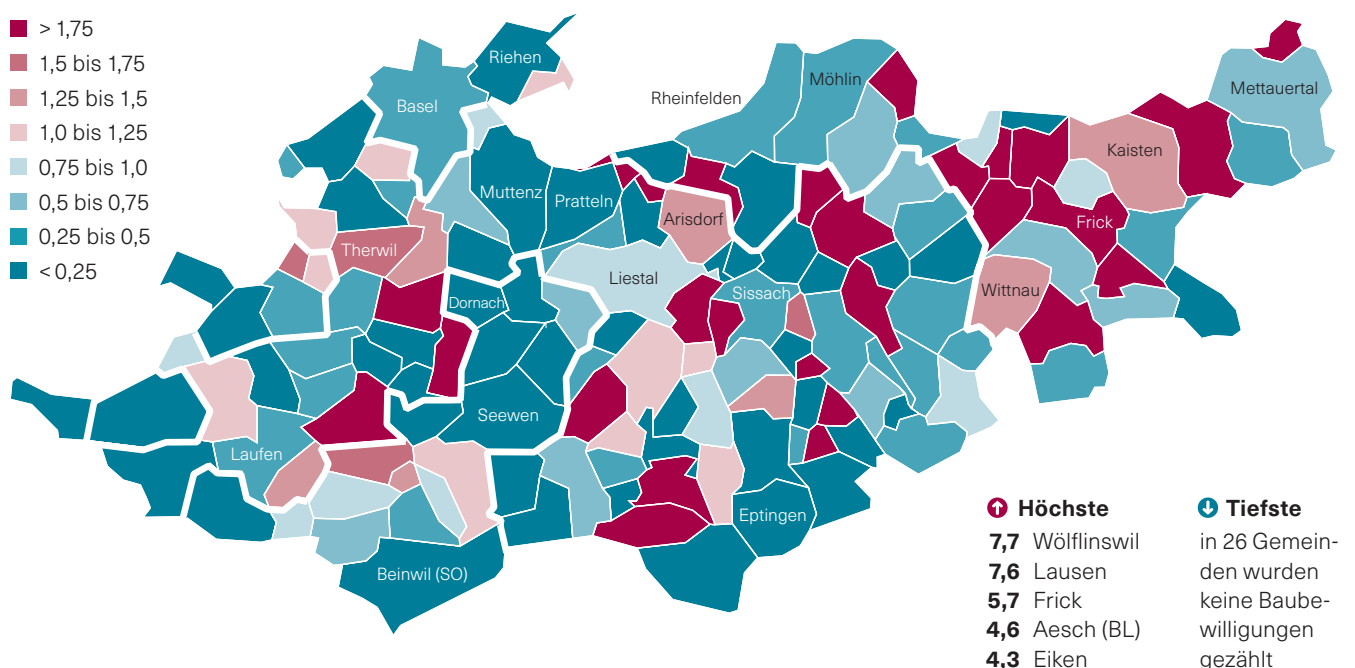 > 1,75
1,5 bis 1,75
1,25 bis 1,5
1,0 bis 1,25
0,75 bis 1,0
0,5 bis 0,75
0,25 bis 0,5
< 0,25
Riehen
Basel
Rheinfelden
Möhlin
Mettauertal
Kaisten
Muttenz
Pratteln
Arisdorf
Frick
Therwil
Liestal
Sissach
Wittnau
Dornach
Seewen
Laufen
Eptingen
Beinwil (SO)
Höchste
7,7 Wölflinswil
7,6 Lausen
5,7 Frick
4,6 Aesch (BL)
4,3 Eiken
Tiefste
in 26 Gemein-
den wurden
keine Baube-
willigungen
gezählt